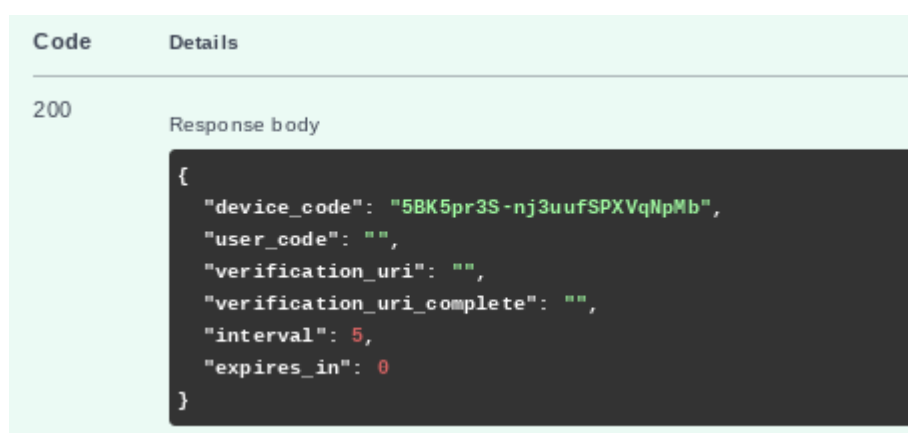 Code Details
200
Response body
{
"device_code": "5BK5pr3S-nj3uufSPXVqNpMb",
"user_code": "",
"verification_uri": "",
"verification_uri_complete": "",
"interval": 5,
"expires_in": 0
}